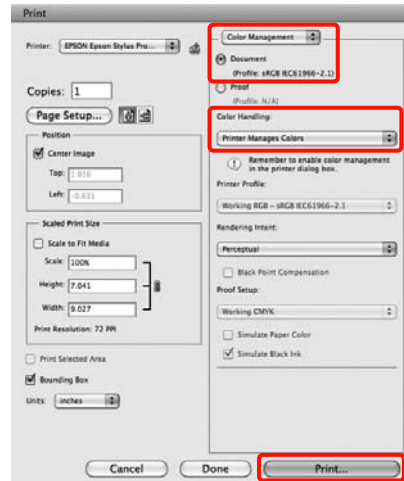 Print
Printer: EPSON Epson Stylus Pro...
Copies: 1
Page Setup...
Position
Center Image
Top: 1.916
Left: -0.631
Scaled Print Size
Scale to Fit Media
Scale: 100%
Height: 7.041
Width: 9.027
Print Resolution: 72 PPI
Print Selected Area
Bounding Box
Units: inches
Color Management
Document
(Profile: sRGB IEC61966-2.1)
Proof
(Profile: N/A)
Color Handling:
Printer Manages Colors
Remember to enable color management
in the printer dialog box.
Printer Profile:
Working RGB - sRGB IEC61966-2.1
Rendering Intent:
Perceptual
Black Point Compensation
Proof Setup:
Working CMYK
Simulate Paper Color
Simulate Black Ink
Cancel
Done
Print...